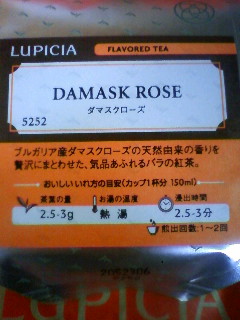 LUPICIA FLAVORED TEA
DAMASK ROSE
ダマスクローズ
5252
ブルガリア産ダマスクローズの天然由来の香りを
贅沢にまとわせた、気品あふれるバラの紅茶。
おいしいいれ方の目安(カップ1杯分 150ml)
茶葉の量 お湯の温度 浸出時間
2.5-3g 熱湯 2.5-3分
煎出回数:1~2回
LUPICIA